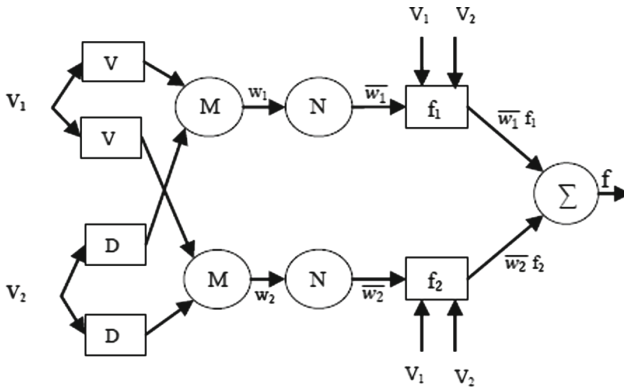 V₁ V₂
V
V₁
M w₁ N w̅₁ f₁
w̅₁ f₁
V
Σ f
D
V₂
M w₂ N w̅₂ f₂
w̅₂ f₂
D
V₁ V₂